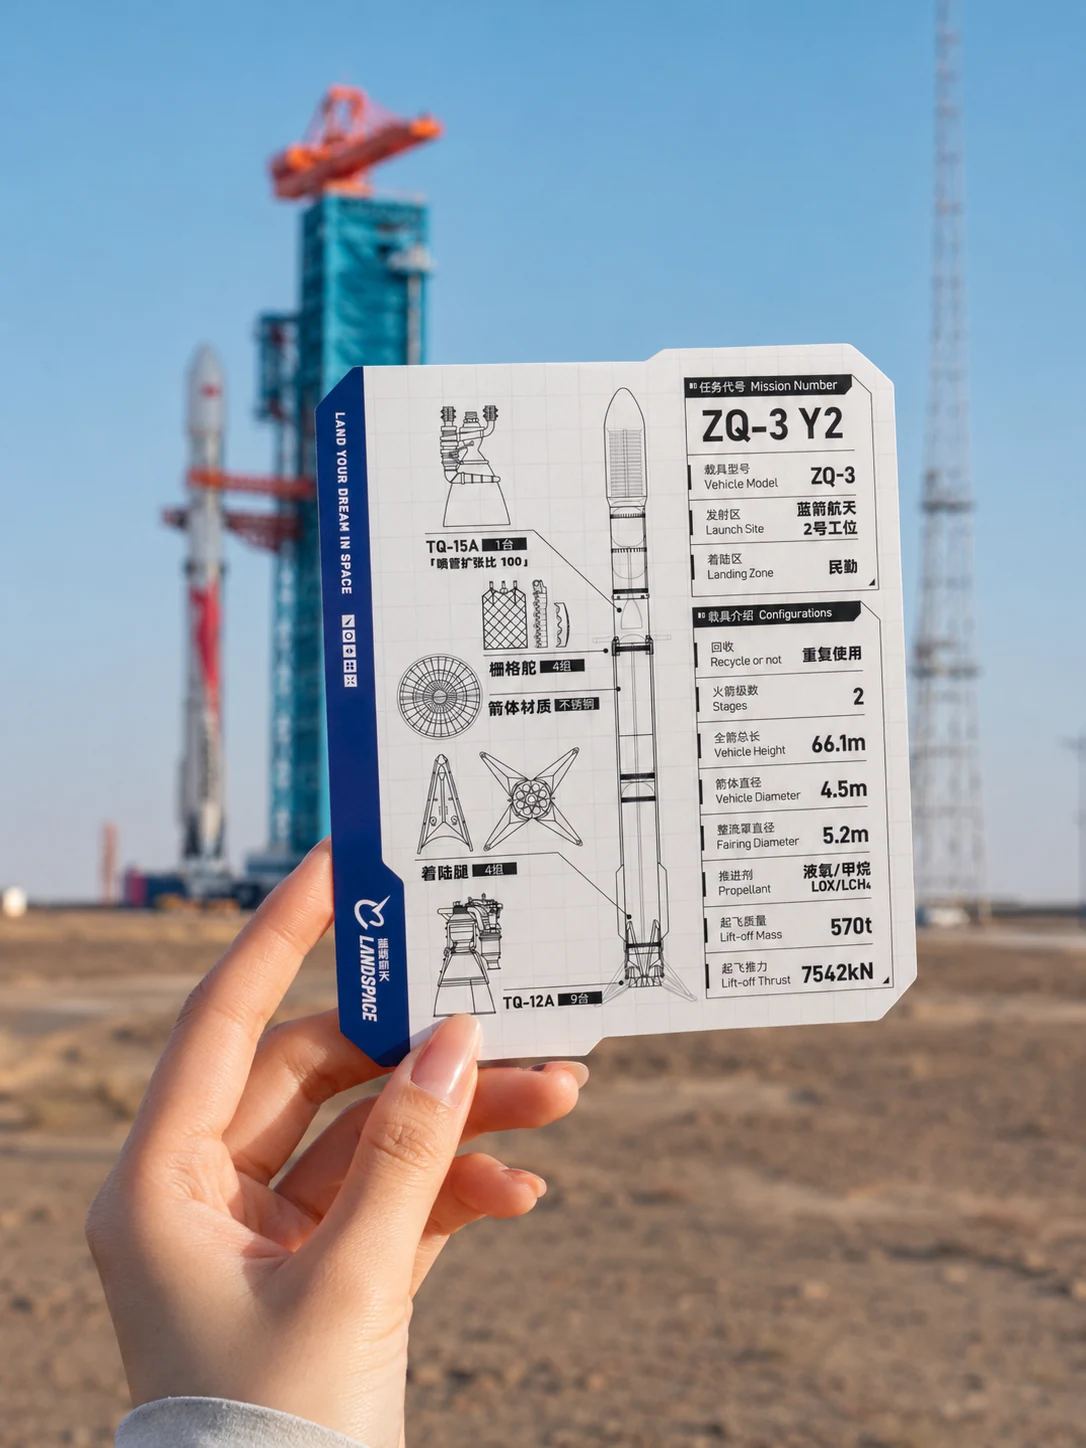 LAND YOUR DREAM IN SPACE
蓝箭航天
LANDSPACE
TQ-15A 1台
「喷管扩张比 100」
栅格舵 4组
箭体材质 不锈钢
着陆腿 4组
TQ-12A 9台
任务代号 Mission Number
ZQ-3 Y2
载具型号
Vehicle Model
ZQ-3
发射区
Launch Site
蓝箭航天
2号工位
着陆区
Landing Zone
民勤
载具介绍 Configurations
回收
Recycle or not
重复使用
火箭级数
Stages
2
全箭总长
Vehicle Height
66.1m
箭体直径
Vehicle Diameter
4.5m
整流罩直径
Fairing Diameter
5.2m
推进剂
Propellant
液氧/甲烷
LOX/LCH₄
起飞质量
Lift-off Mass
570t
起飞推力
Lift-off Thrust
7542kN